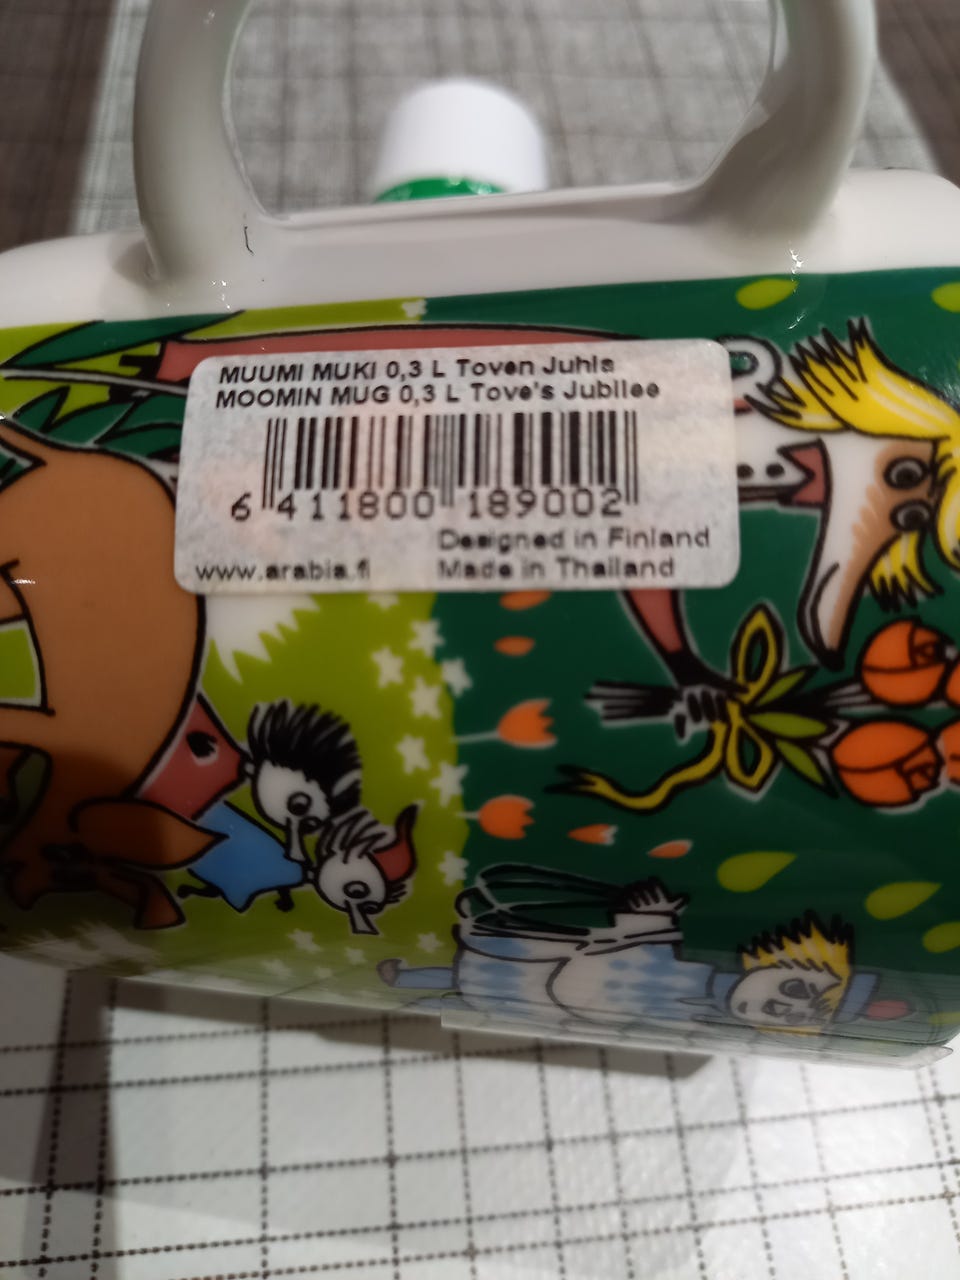 MUUMI MUKI 0,3 L Toven Juhla
MOOMIN MUG 0,3 L Tove's Jubilee
6 411800 189002
Designed in Finland
www.arabia.fi Made in Thailand